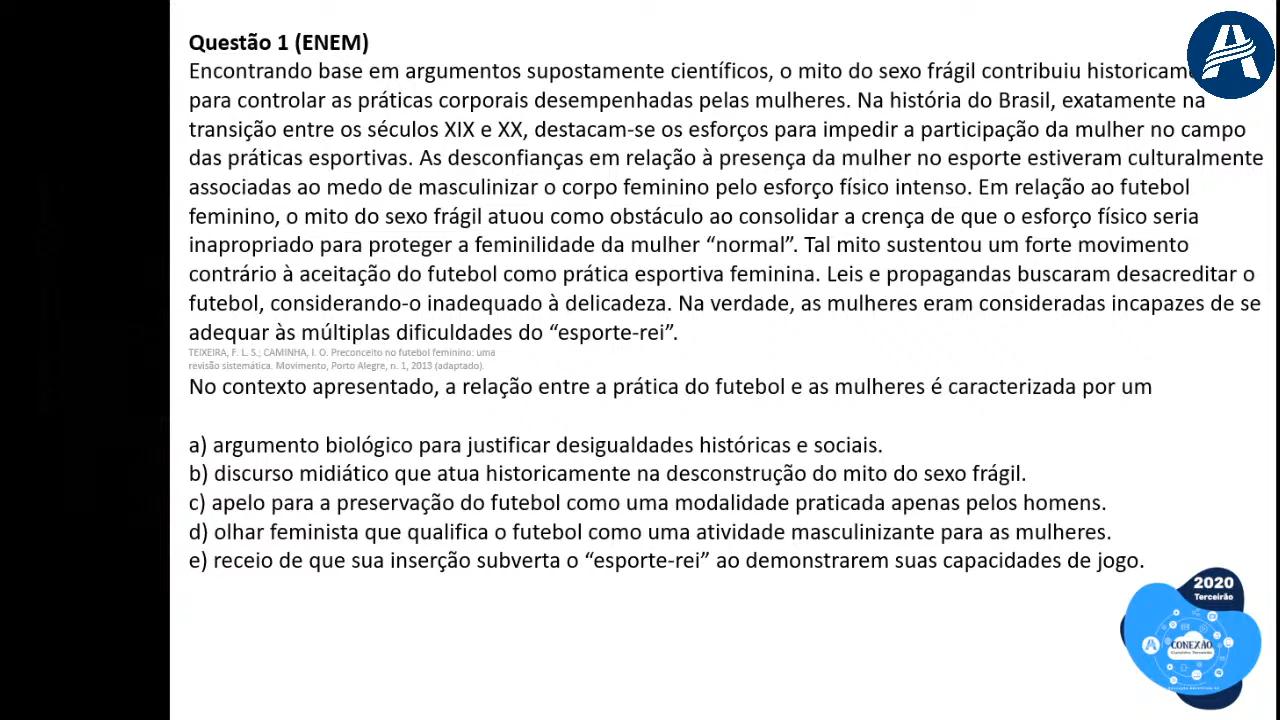 Questão 1 (ENEM)
Encontrando base em argumentos supostamente científicos, o mito do sexo frágil contribuiu
para controlar as práticas corporais desempenhadas pelas mulheres. Na história do Brasil, exatamente na
transição entre os séculos XIX e XX, destacam-se os esforços para impedir a participação da mulher no campo
das práticas esportivas. As desconfianças em relação à presença da mulher no esporte estiveram culturalmente
associadas ao medo de masculinizar o corpo feminino pelo esforço físico intenso. Em relação ao futebol
feminino, o mito do sexo frágil atuou como obstáculo ao consolidar a crença de que o esforço físico seria
inapropriado para proteger a feminilidade da mulher “normal”. Tal mito sustentou um forte movimento
contrário à aceitação do futebol como prática esportiva feminina. Leis e propagandas buscaram desacreditar o
futebol, considerando-o inadequado à delicadeza. Na verdade, as mulheres eram consideradas incapazes de se
adequar às múltiplas dificuldades do “esporte-rei”.
TEIXEIRA, F. L. S.; CAMINHA, I. O. Preconceito no futebol feminino: uma
revisão sistemática. Movimento, Porto Alegre, n. 1, 2013 (adaptado).
No contexto apresentado, a relação entre a prática do futebol e as mulheres é caracterizada por um
a) argumento biológico para justificar desigualdades históricas e sociais.
b) discurso midiático que atua historicamente na desconstrução do mito do sexo frágil.
c) apelo para a preservação do futebol como uma modalidade praticada apenas pelos homens.
d) olhar feminista que qualifica o futebol como uma atividade masculinizante para as mulheres.
e) receio de que sua inserção subverta o “esporte-rei” ao demonstrarem suas capacidades de jogo.
2020
Terceirão
CONEXÃO